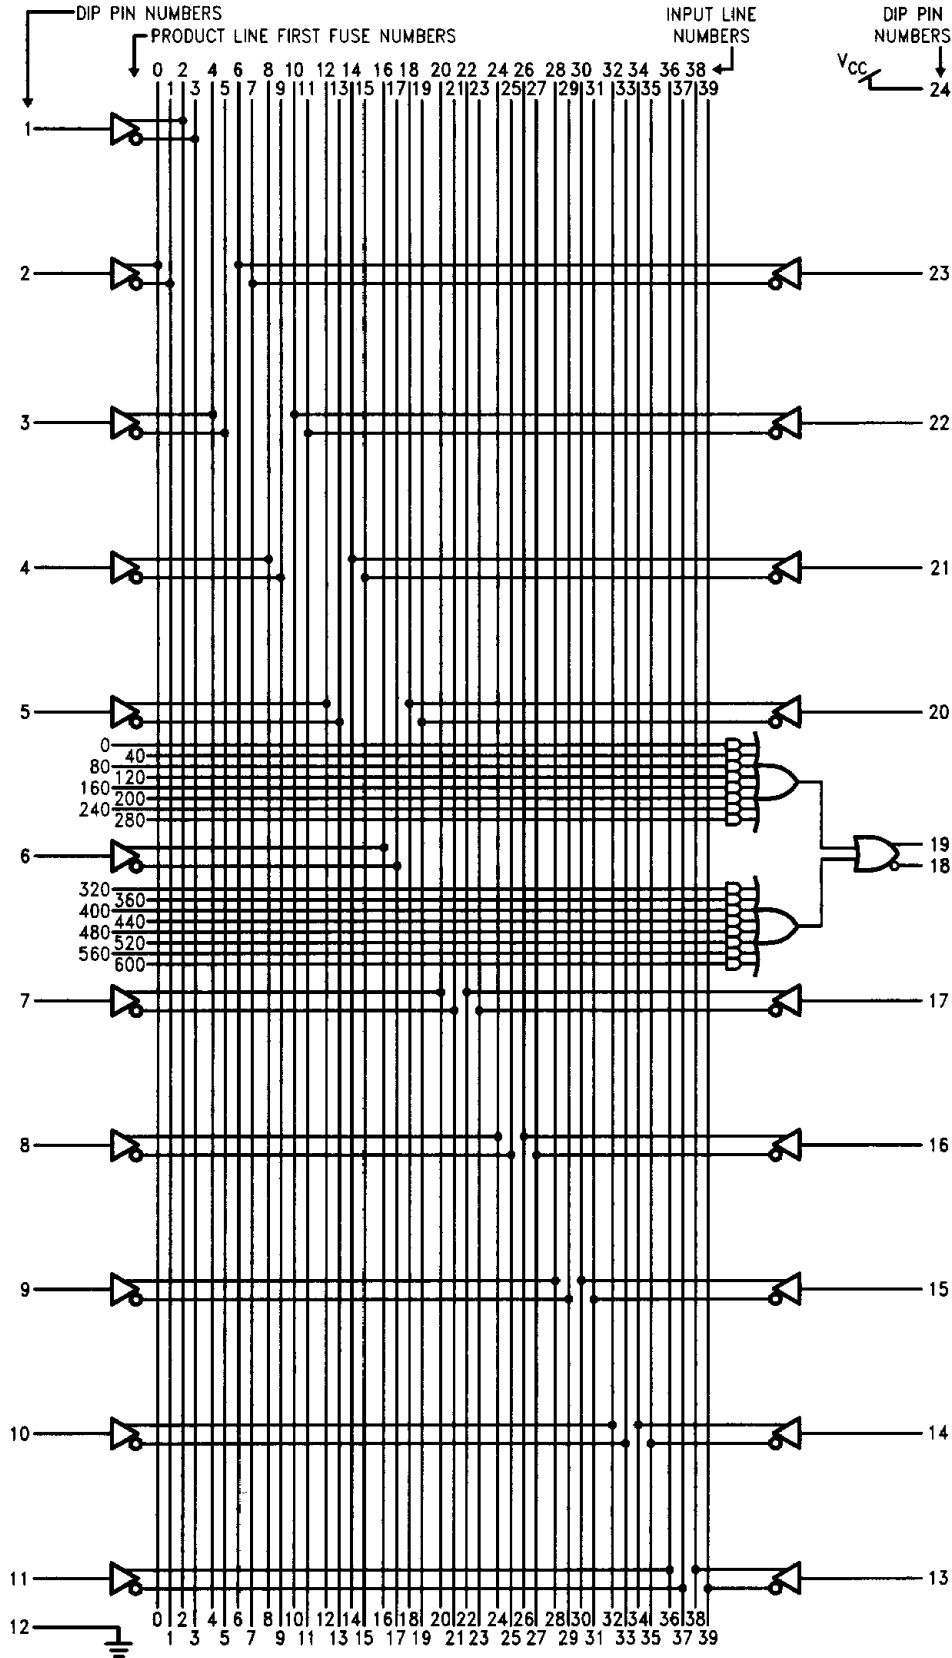 DIP PIN NUMBERS
PRODUCT LINE FIRST FUSE NUMBERS
INPUT LINE
NUMBERS
DIP PIN
NUMBERS
0 2 4 6 8 10 12 14 16 18 20 22 24 26 28 30 32 34 36 38
1 3 5 7 9 11 13 15 17 19 21 23 25 27 29 31 33 35 37 39
VCC
24
1
2 23
3 22
4 21
5 20
0
40
80
120
160
200
240
280
6 19
18
320
360
400
440
480
520
560
600
7 17
8 16
9 15
10 14
11 13
0 2 4 6 8 10 12 14 16 18 20 22 24 26 28 30 32 34 36 38
12
1 3 5 7 9 11 13 15 17 19 21 23 25 27 29 31 33 35 37 39